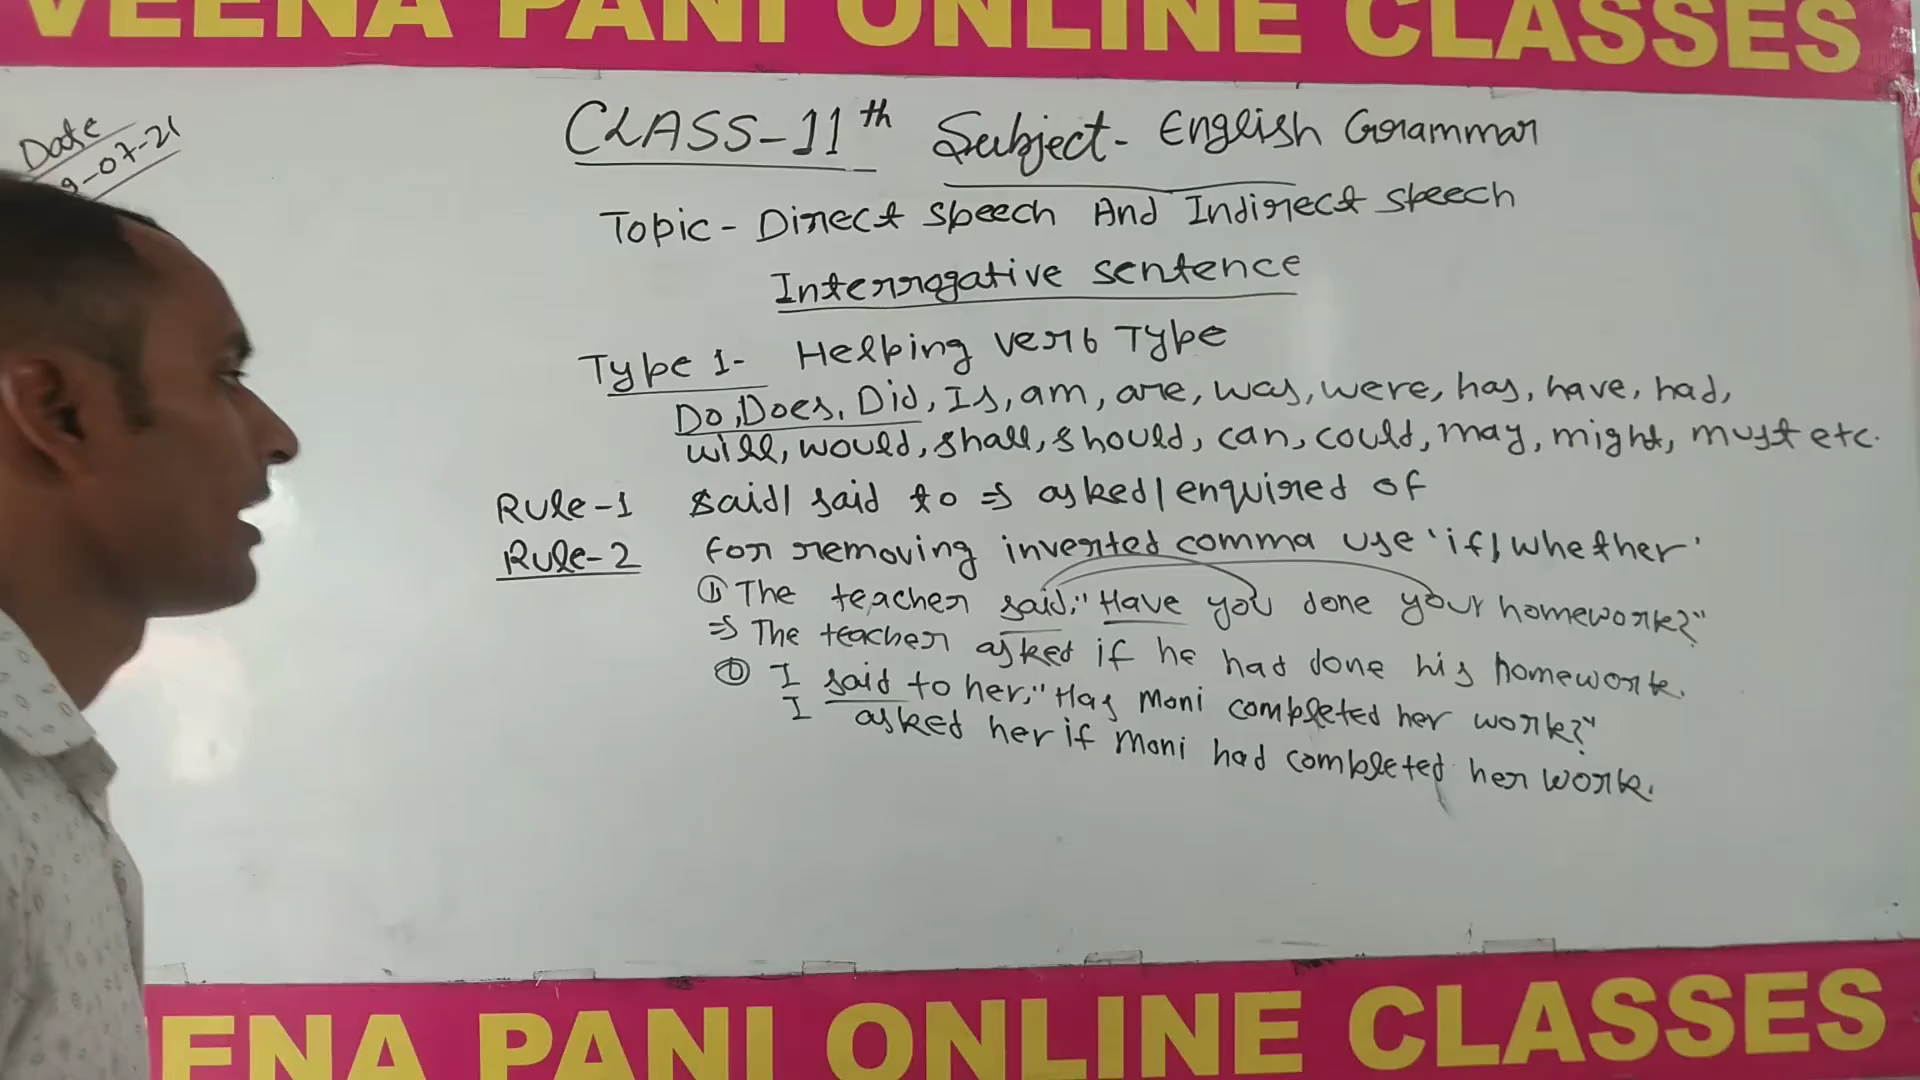 VEENA PANI ONLINE CLASSES
Date
9-07-21
CLASS-11th Subject- English Grammar
Topic - Direct speech And Indirect speech
Interrogative sentence
Type 1- Helping verb Type
Do, Does, Did, Is, am, are, was, were, has, have, had,
will, would, shall, should, can, could, may, might, must etc.
Rule-1 said/ said to ⇒ asked/enquired of
Rule-2 for removing inverted comma use 'if/whether'
① The teacher said, "Have you done your homework?"
⇒ The teacher asked if he had done his homework.
I said to her, "Has Moni completed her work?"
I asked her if Moni had completed her work.
ENA PANI ONLINE CLASSES